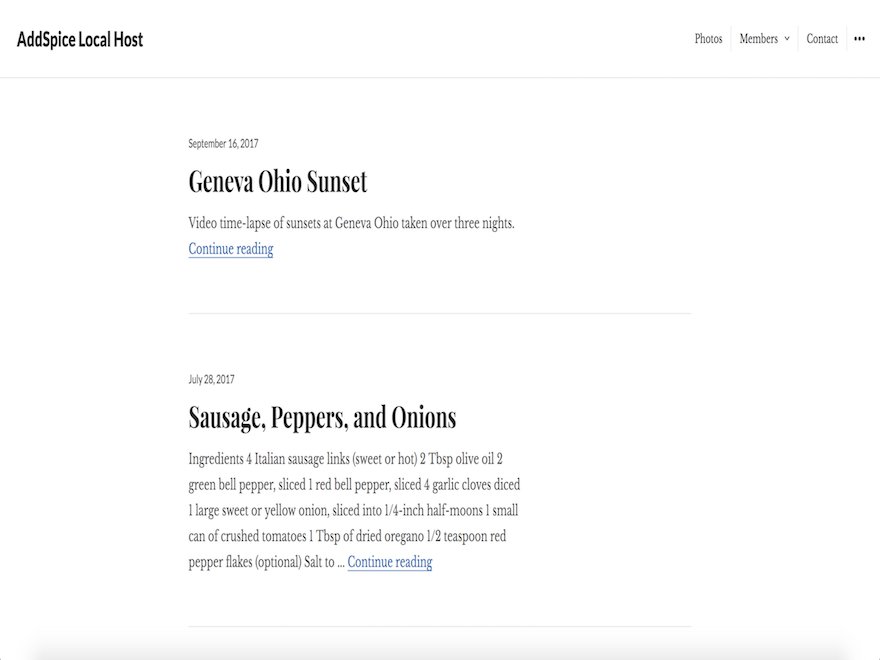 AddSpice Local Host
Photos
Members
Contact
•••
September 16, 2017
Geneva Ohio Sunset
Video time-lapse of sunsets at Geneva Ohio taken over three nights.
Continue reading
July 28, 2017
Sausage, Peppers, and Onions
Ingredients 4 Italian sausage links (sweet or hot) 2 Tbsp olive oil 2
green bell pepper, sliced 1 red bell pepper, sliced 4 garlic cloves diced
1 large sweet or yellow onion, sliced into 1/4-inch half-moons 1 small
can of crushed tomatoes 1 Tbsp of dried oregano 1/2 teaspoon red
pepper flakes (optional) Salt to ... Continue reading